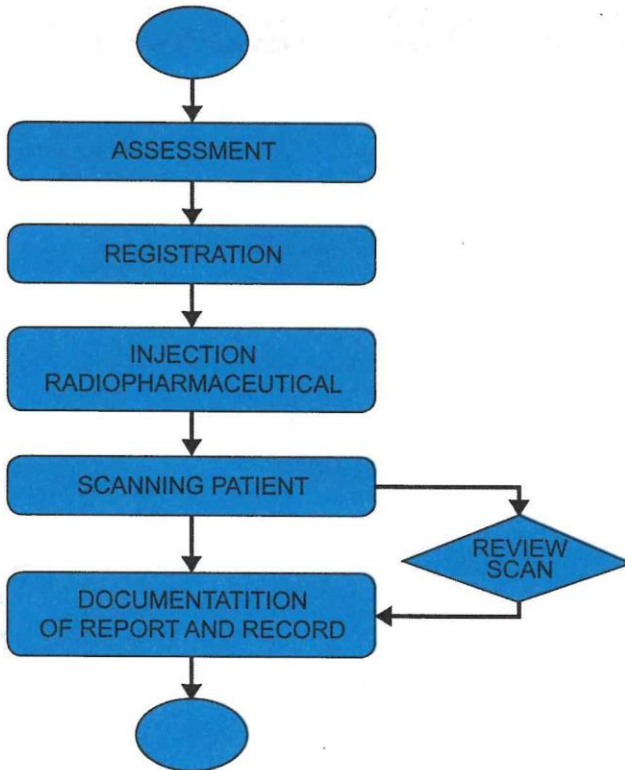 ASSESSMENT
REGISTRATION
INJECTION
RADIOPHARMACEUTICAL
SCANNING PATIENT
REVIEW
SCAN
DOCUMENTATITION
OF REPORT AND RECORD